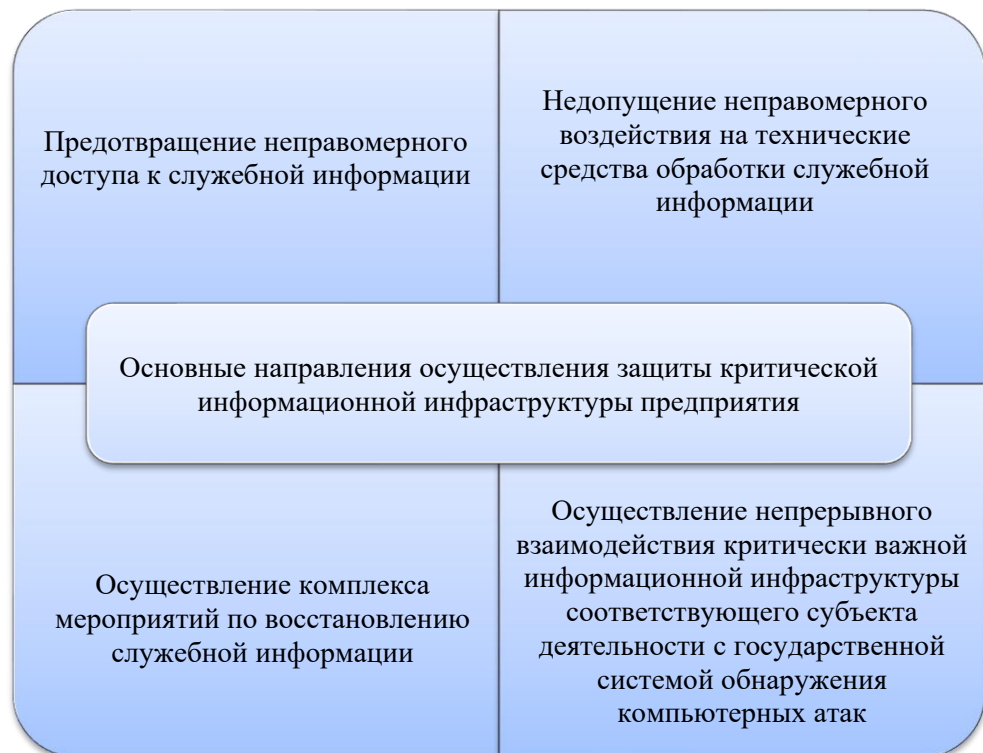 Предотвращение неправомерного
доступа к служебной информации
Недопущение неправомерного
воздействия на технические
средства обработки служебной
информации
Основные направления осуществления защиты критической
информационной инфраструктуры предприятия
Осуществление комплекса
мероприятий по восстановлению
служебной информации
Осуществление непрерывного
взаимодействия критически важной
информационной инфраструктуры
соответствующего субъекта
деятельности с государственной
системой обнаружения
компьютерных атак